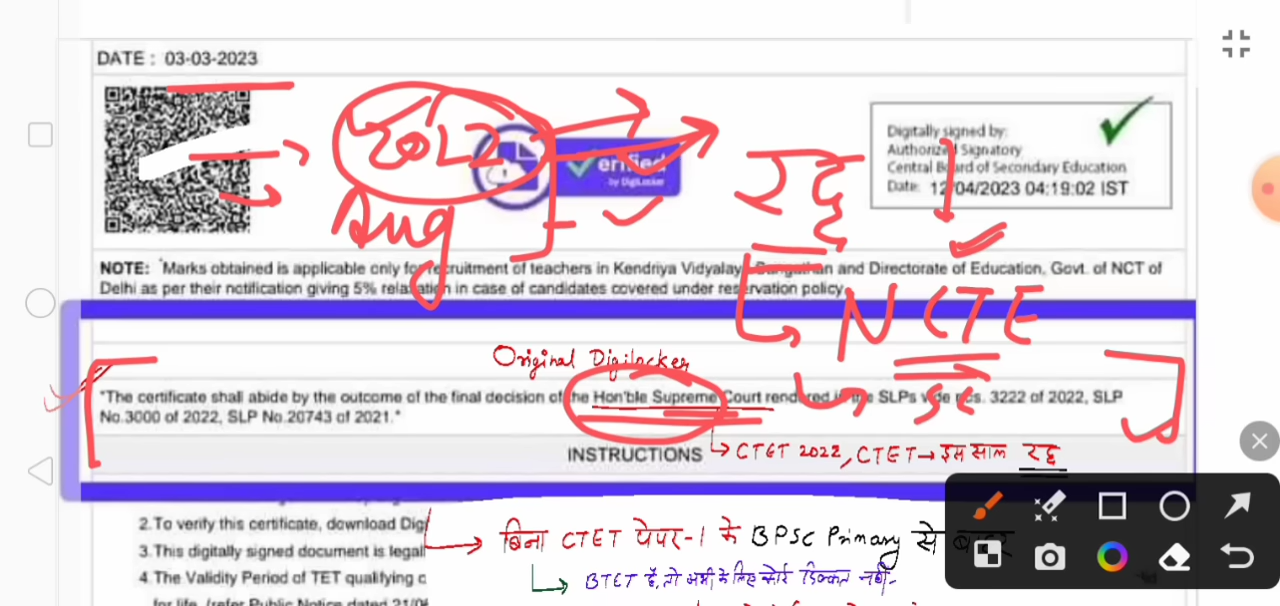 DATE : 03-03-2023
2022
Aug
Verified
by DigiLocker
रद्द
Digitally signed by:
Authorized Signatory
Central Board of Secondary Education
Date: 12/04/2023 04:19:02 IST
NOTE: *Marks obtained is applicable only for recruitment of teachers in Kendriya Vidyalaya Sangathan and Directorate of Education, Govt. of NCT of
Delhi as per their notification giving 5% relaxation in case of candidates covered under reservation policy
NCTE
SC
Original Digilocker
"The certificate shall abide by the outcome of the final decision of the Hon'ble Supreme Court rendered in the SLPs vide nos. 3222 of 2022, SLP
No.3000 of 2022, SLP No.20743 of 2021."
INSTRUCTIONS
CTET 2022, CTET → इस साल रद्द
2. To verify this certificate, download Digi
3. This digitally signed document is legall
4. The Validity Period of TET qualifying c
बिना CTET पेपर-1 के BPSC Primary से
BTET है, तो अभी के लिए कोई दिक्कत नहीं-
for life. (refer Public Notice dated 21/0